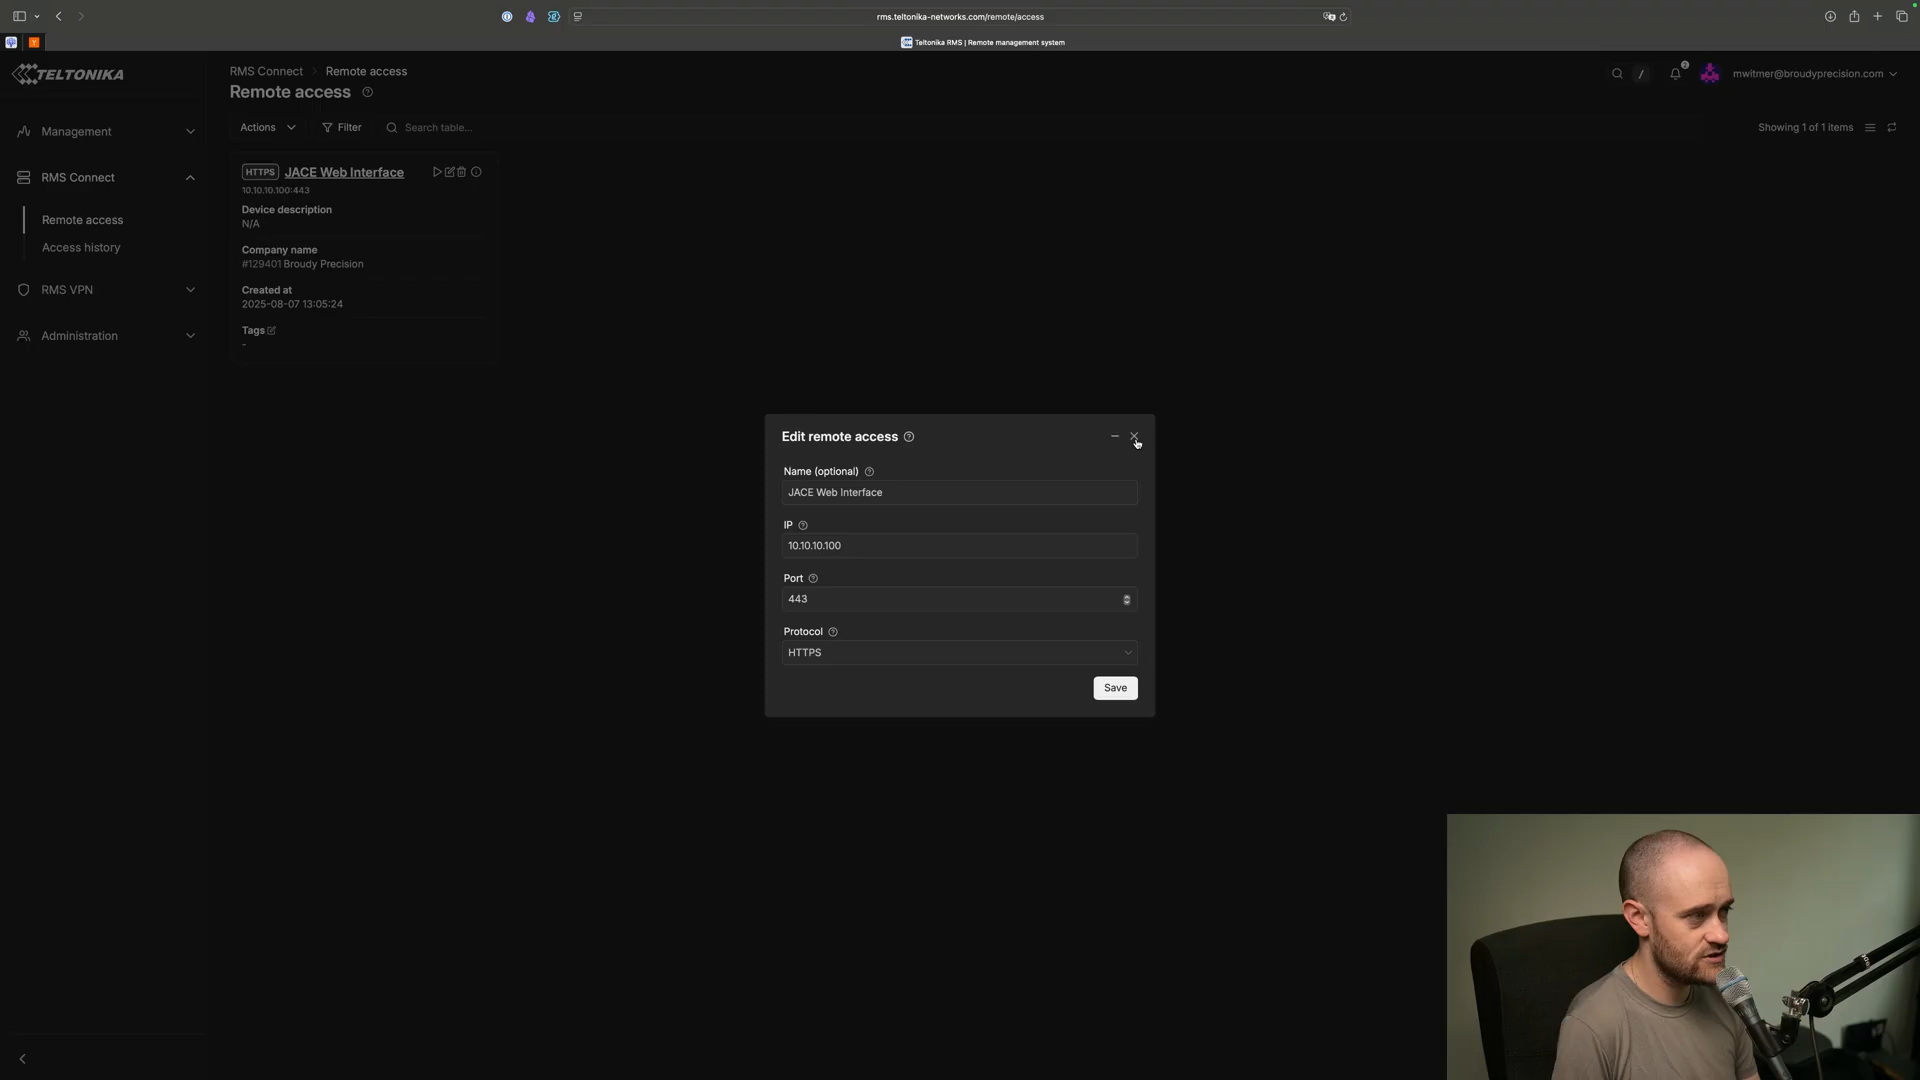 rms.teltonika-networks.com/remote/access
Teltonika RMS | Remote management system
TELTONIKA
RMS Connect
Remote access
/
2
mwitmer@broudyprecision.com
Remote access
Actions
Filter
Search table...
Showing 1 of 1 items
Management
RMS Connect
Remote access
Access history
RMS VPN
Administration
HTTPS
JACE Web Interface
10.10.10.100:443
Device description
N/A
Company name
#129401 Broudy Precision
Created at
2025-08-07 13:05:24
Tags
-
Edit remote access
Name (optional)
JACE Web Interface
IP
10.10.10.100
Port
443
Protocol
HTTPS
Save